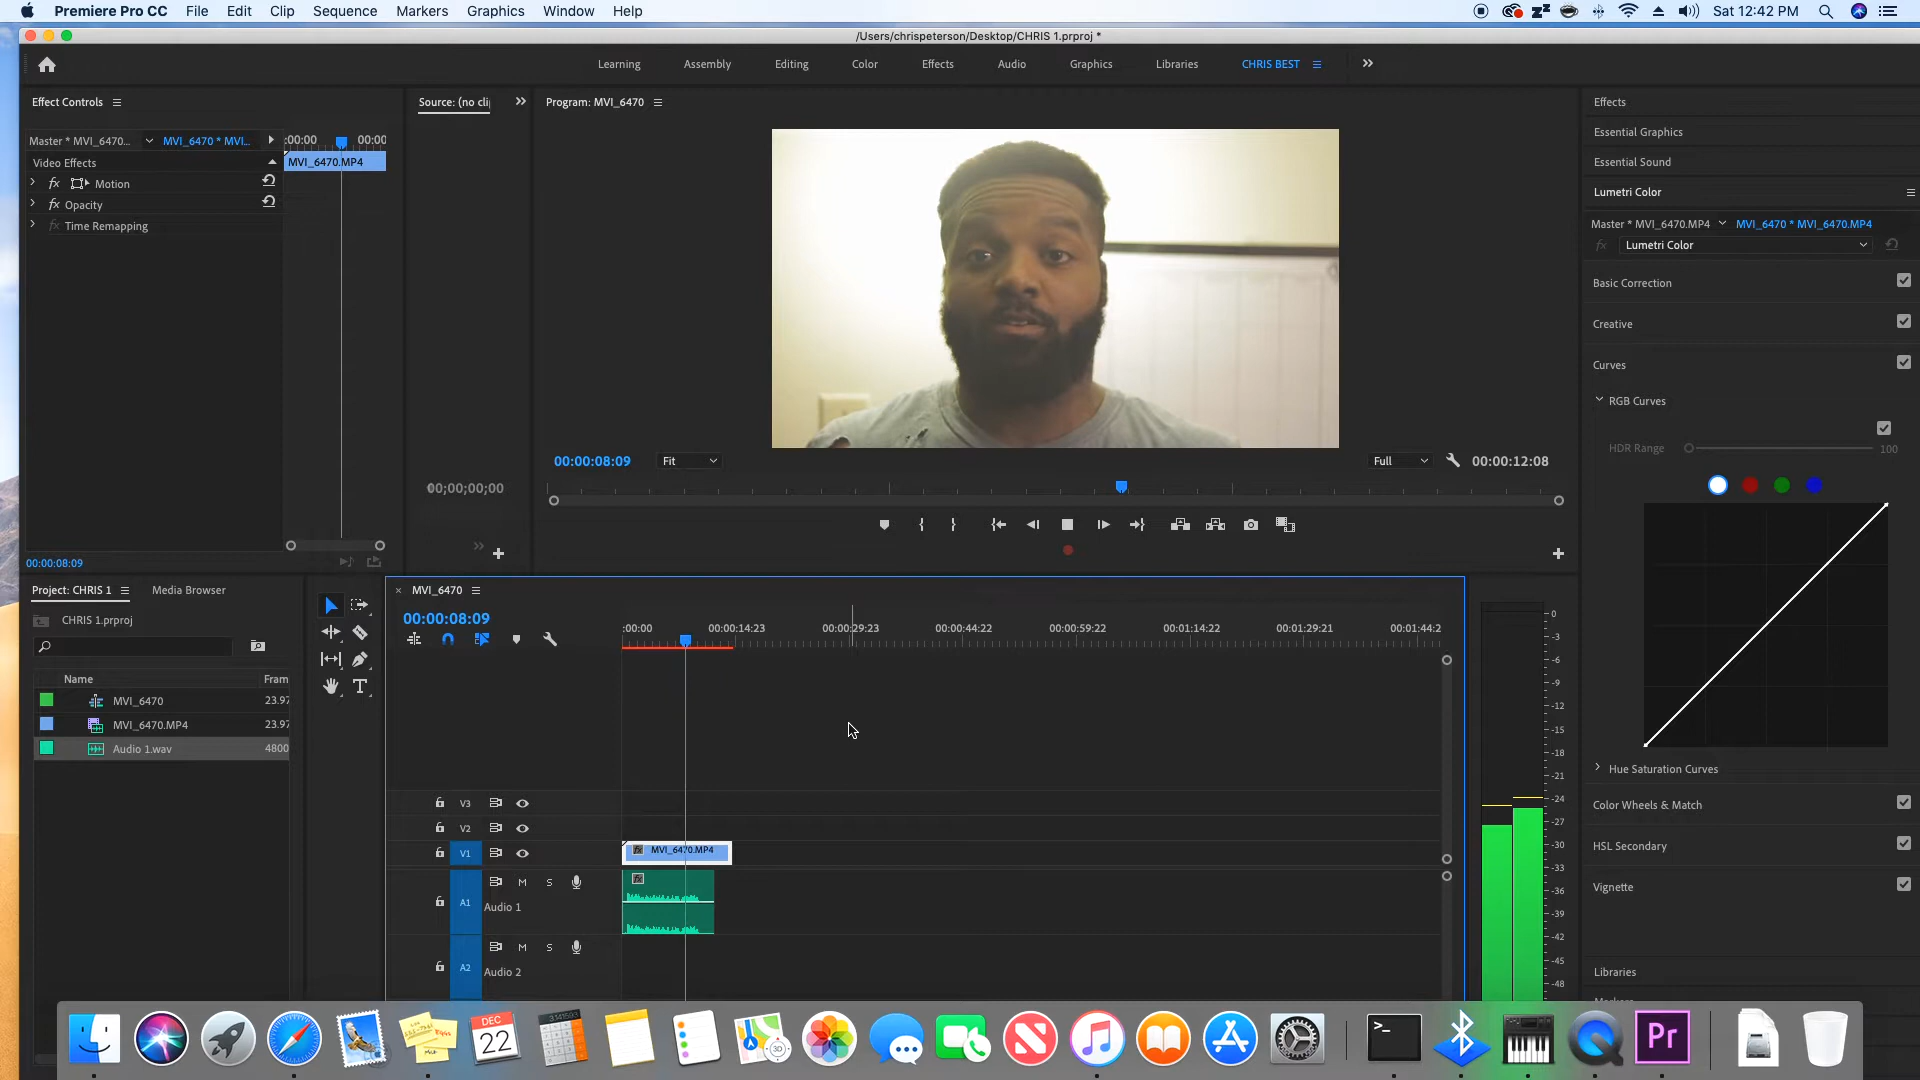 Premiere Pro CC File Edit Clip Sequence Markers Graphics Window Help Sat 12:42 PM
/Users/chrispeterson/Desktop/CHRIS 1.prproj *
Learning Assembly Editing Color Effects Audio Graphics Libraries CHRIS BEST
Effect Controls
Source: (no cli
Program: MVI_6470
Master * MVI_6470... MVI_6470 * MVI...
:00:00 00:00
Video Effects
MVI_6470.MP4
fx Motion
fx Opacity
fx Time Remapping
00:00:08:09
00;00;00;00
00:00:08:09 Fit Full 00:00:12:08
Effects
Essential Graphics
Essential Sound
Lumetri Color
Master * MVI_6470.MP4 MVI_6470 * MVI_6470.MP4
fx Lumetri Color
Basic Correction
Creative
Curves
RGB Curves
HDR Range 100
Hue Saturation Curves
Color Wheels & Match
HSL Secondary
Vignette
Libraries
Project: CHRIS 1 Media Browser
CHRIS 1.prproj
Name Fram
MVI_6470 23.97
MVI_6470.MP4 23.97
Audio 1.wav 4800
T
MVI_6470
00:00:08:09
:00:00 00:00:14:23 00:00:29:23 00:00:44:22 00:00:59:22 00:01:14:22 00:01:29:21 00:01:44:2
V3
V2
V1 fx MVI_6470.MP4
A1 M S fx
Audio 1
A2 M S
Audio 2
0
-3
-6
-9
-12
-15
-18
-21
-24
-27
-30
-33
-36
-39
-42
-45
-48
DEC
22
3D
Pr